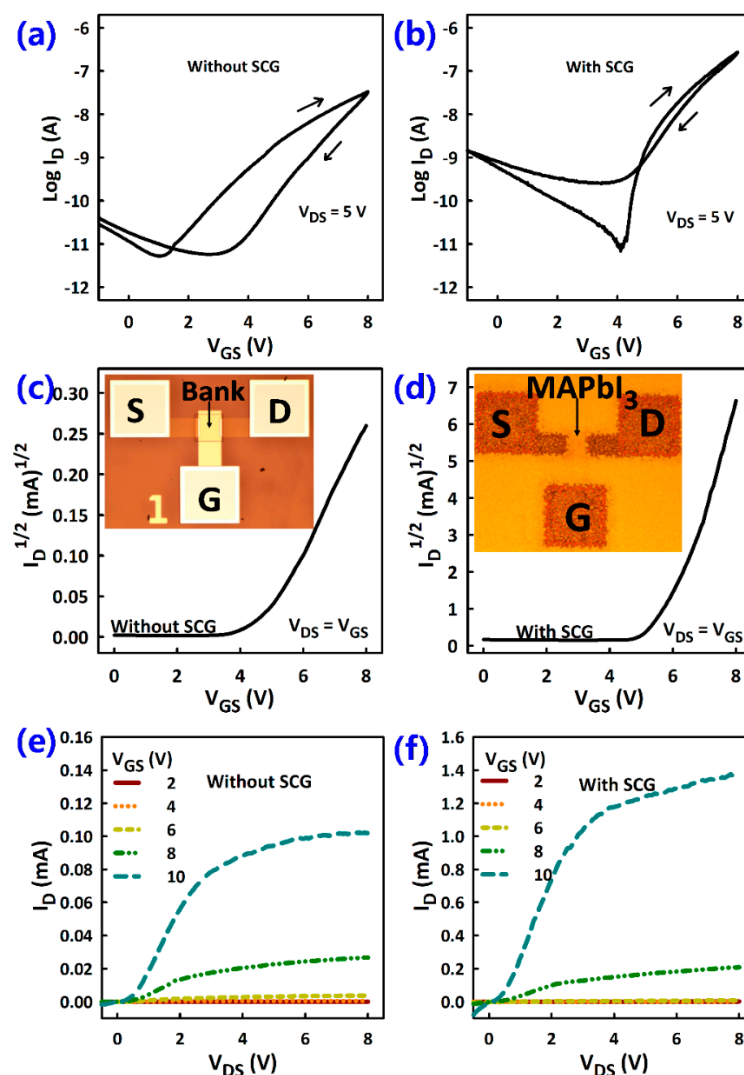 (a)
-6
-7
-8
-9
-10
-11
-12
Log I_D (A)
Without SCG
V_DS = 5 V
0 2 4 6 8
V_GS (V)
(b)
-6
-7
-8
-9
-10
-11
-12
Log I_D (A)
With SCG
V_DS = 5 V
0 2 4 6 8
V_GS (V)
(c)
0.30
0.25
0.20
0.15
0.10
0.05
0.00
I_D^1/2 (mA)^1/2
Bank
S
D
G
1
Without SCG
V_DS = V_GS
0 2 4 6 8
V_GS (V)
(d)
7
6
5
4
3
2
1
0
I_D^1/2 (mA)^1/2
MAPbI_3
S
D
G
With SCG
V_DS = V_GS
0 2 4 6 8
V_GS (V)
(e)
0.16
0.14
0.12
0.10
0.08
0.06
0.04
0.02
0.00
I_D (mA)
V_GS (V)
2
4
6
8
10
Without SCG
0 2 4 6 8
V_DS (V)
(f)
1.6
1.4
1.2
1.0
0.8
0.6
0.4
0.2
0.0
I_D (mA)
V_GS (V)
2
4
6
8
10
With SCG
0 2 4 6 8
V_DS (V)